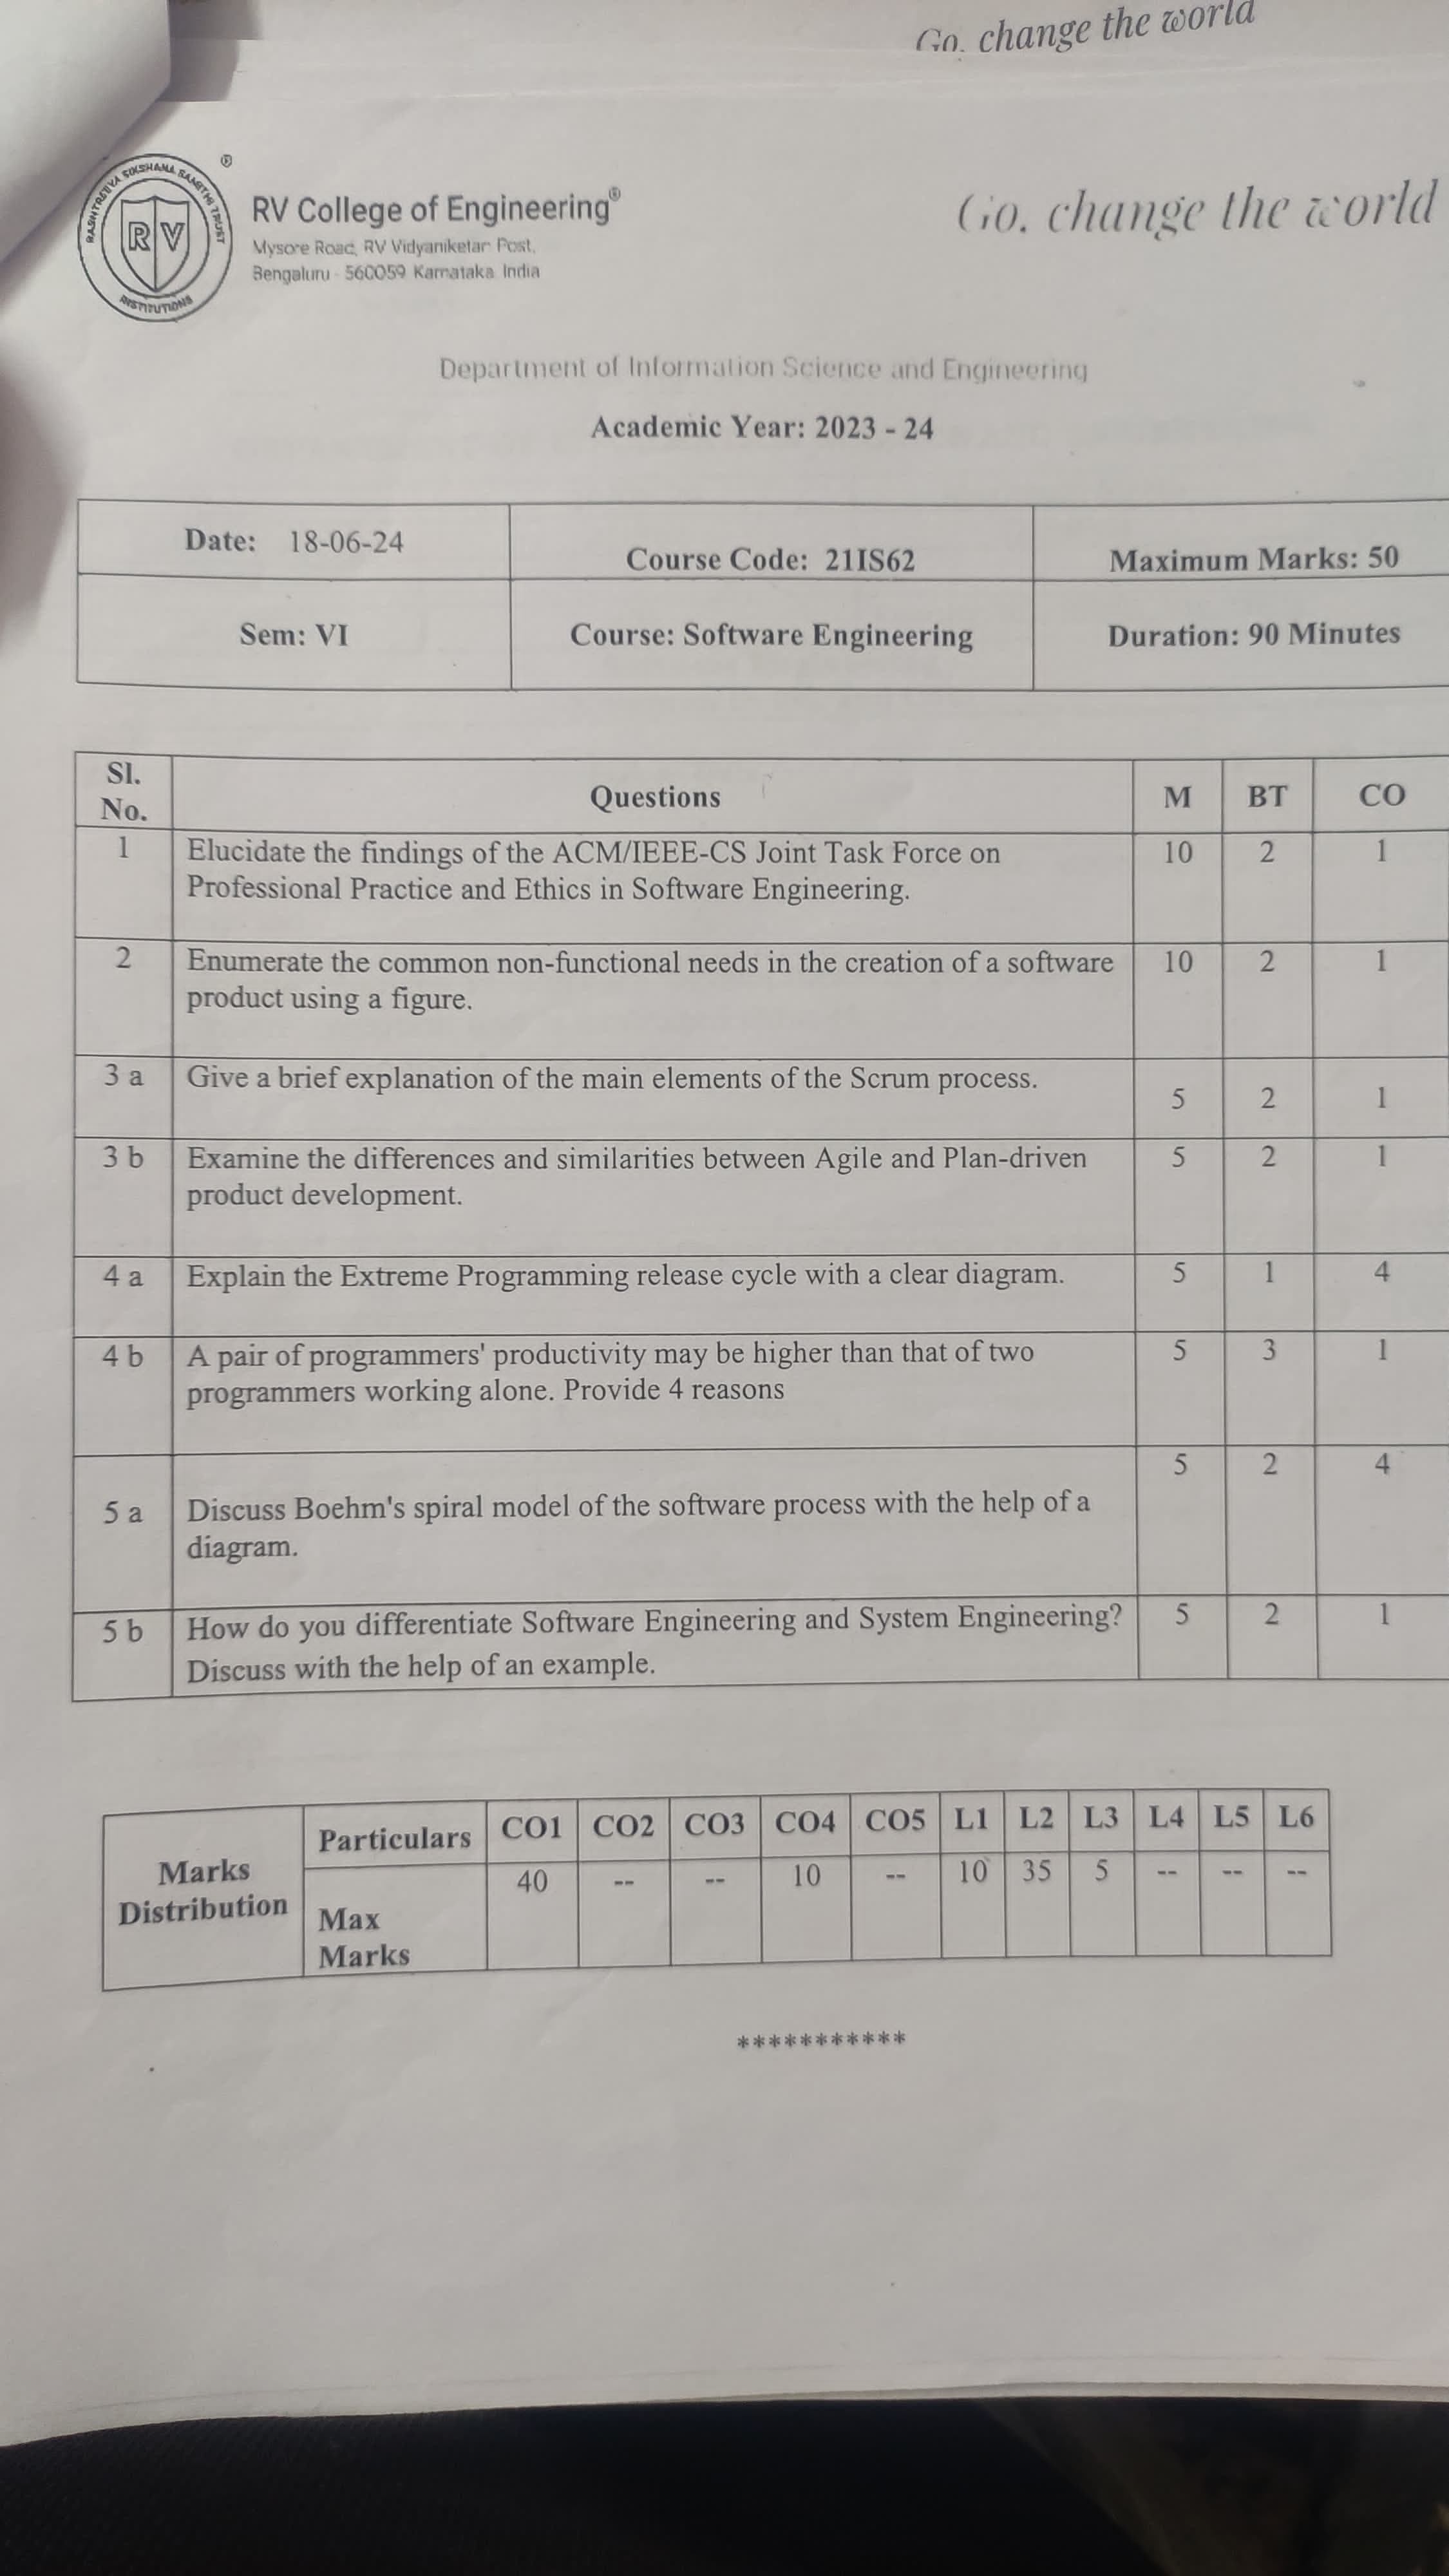 Go. change the world
RASHTREEYA SIKSHANA SAMITHI TRUST
RV
INSTITUTIONS
®
RV College of Engineering®
Mysore Road, RV Vidyaniketan Post,
Bengaluru - 560059 Karnataka India
Go. change the world
Department of Information Science and Engineering
Academic Year: 2023 - 24
Date: 18-06-24 Course Code: 21IS62 Maximum Marks: 50
Sem: VI Course: Software Engineering Duration: 90 Minutes
Sl.
No. Questions M BT CO
1 Elucidate the findings of the ACM/IEEE-CS Joint Task Force on 10 2 1
Professional Practice and Ethics in Software Engineering.
2 Enumerate the common non-functional needs in the creation of a software 10 2 1
product using a figure.
3 a Give a brief explanation of the main elements of the Scrum process. 5 2 1
3 b Examine the differences and similarities between Agile and Plan-driven 5 2 1
product development.
4 a Explain the Extreme Programming release cycle with a clear diagram. 5 1 4
4 b A pair of programmers' productivity may be higher than that of two 5 3 1
programmers working alone. Provide 4 reasons
5 2 4
5 a Discuss Boehm's spiral model of the software process with the help of a
diagram.
5 b How do you differentiate Software Engineering and System Engineering? 5 2 1
Discuss with the help of an example.
Marks
Distribution
Particulars CO1 CO2 CO3 CO4 CO5 L1 L2 L3 L4 L5 L6
Max
Marks
40 -- -- 10 -- 10 35 5 -- -- --
***********